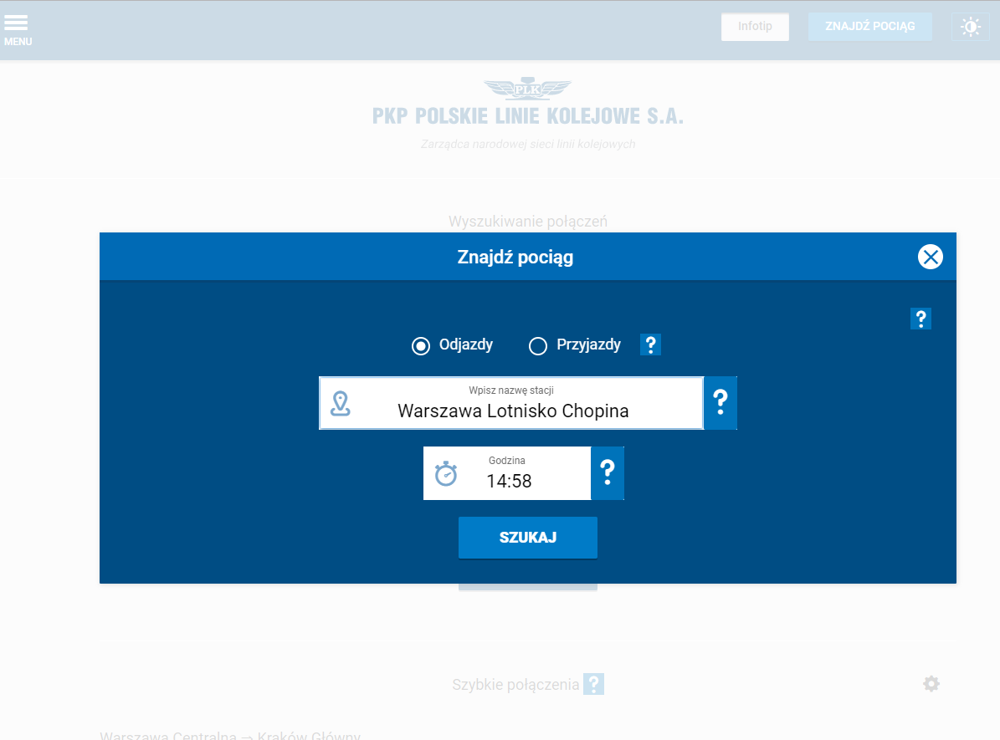 MENU
Infotip
ZNAJDŹ POCIĄG
PLK
PKP POLSKIE LINIE KOLEJOWE S.A.
Zarządca narodowej sieci linii kolejowych
Wyszukiwanie połączeń
Znajdź pociąg
?
Odjazdy
Przyjazdy
?
Wpisz nazwę stacji
Warszawa Lotnisko Chopina
?
Godzina
14:58
?
SZUKAJ
Szybkie połączenia ?
Warszawa Centralna ⇒ Kraków Główny